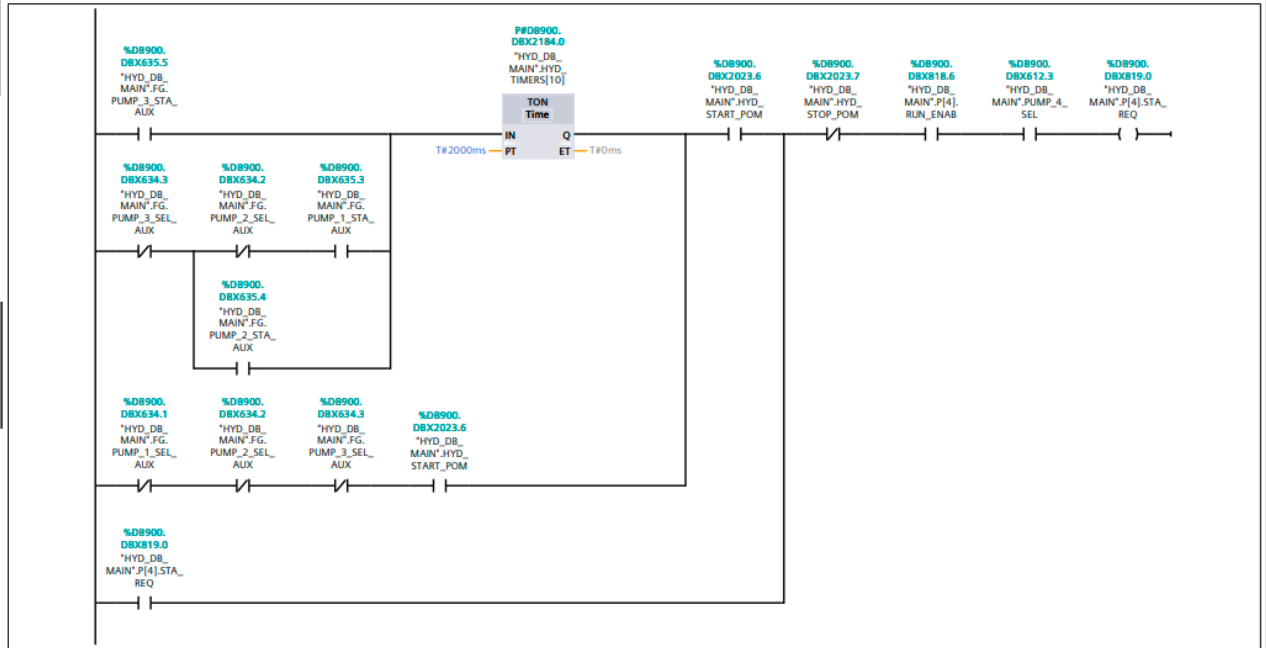 %DB900.
DBX635.5
"HYD_DB_
MAIN".FG.
PUMP_3_STA_
AUX
P#DB900.
DBX2184.0
"HYD_DB_
MAIN".HYD_
TIMERS[10]
TON
Time
IN
Q
T#2000ms
PT
ET
T#0ms
%DB900.
DBX2023.6
"HYD_DB_
MAIN".HYD_
START_POM
%DB900.
DBX2023.7
"HYD_DB_
MAIN".HYD_
STOP_POM
%DB900.
DBX818.6
"HYD_DB_
MAIN".P[4].
RUN_ENAB
%DB900.
DBX612.3
"HYD_DB_
MAIN".PUMP_4_
SEL
%DB900.
DBX819.0
"HYD_DB_
MAIN".P[4].STA_
REQ
%DB900.
DBX634.3
"HYD_DB_
MAIN".FG.
PUMP_3_SEL_
AUX
%DB900.
DBX634.2
"HYD_DB_
MAIN".FG.
PUMP_2_SEL_
AUX
%DB900.
DBX635.3
"HYD_DB_
MAIN".FG.
PUMP_1_STA_
AUX
%DB900.
DBX635.4
"HYD_DB_
MAIN".FG.
PUMP_2_STA_
AUX
%DB900.
DBX634.1
"HYD_DB_
MAIN".FG.
PUMP_1_SEL_
AUX
%DB900.
DBX634.2
"HYD_DB_
MAIN".FG.
PUMP_2_SEL_
AUX
%DB900.
DBX634.3
"HYD_DB_
MAIN".FG.
PUMP_3_SEL_
AUX
%DB900.
DBX2023.6
"HYD_DB_
MAIN".HYD_
START_POM
%DB900.
DBX819.0
"HYD_DB_
MAIN".P[4].STA_
REQ